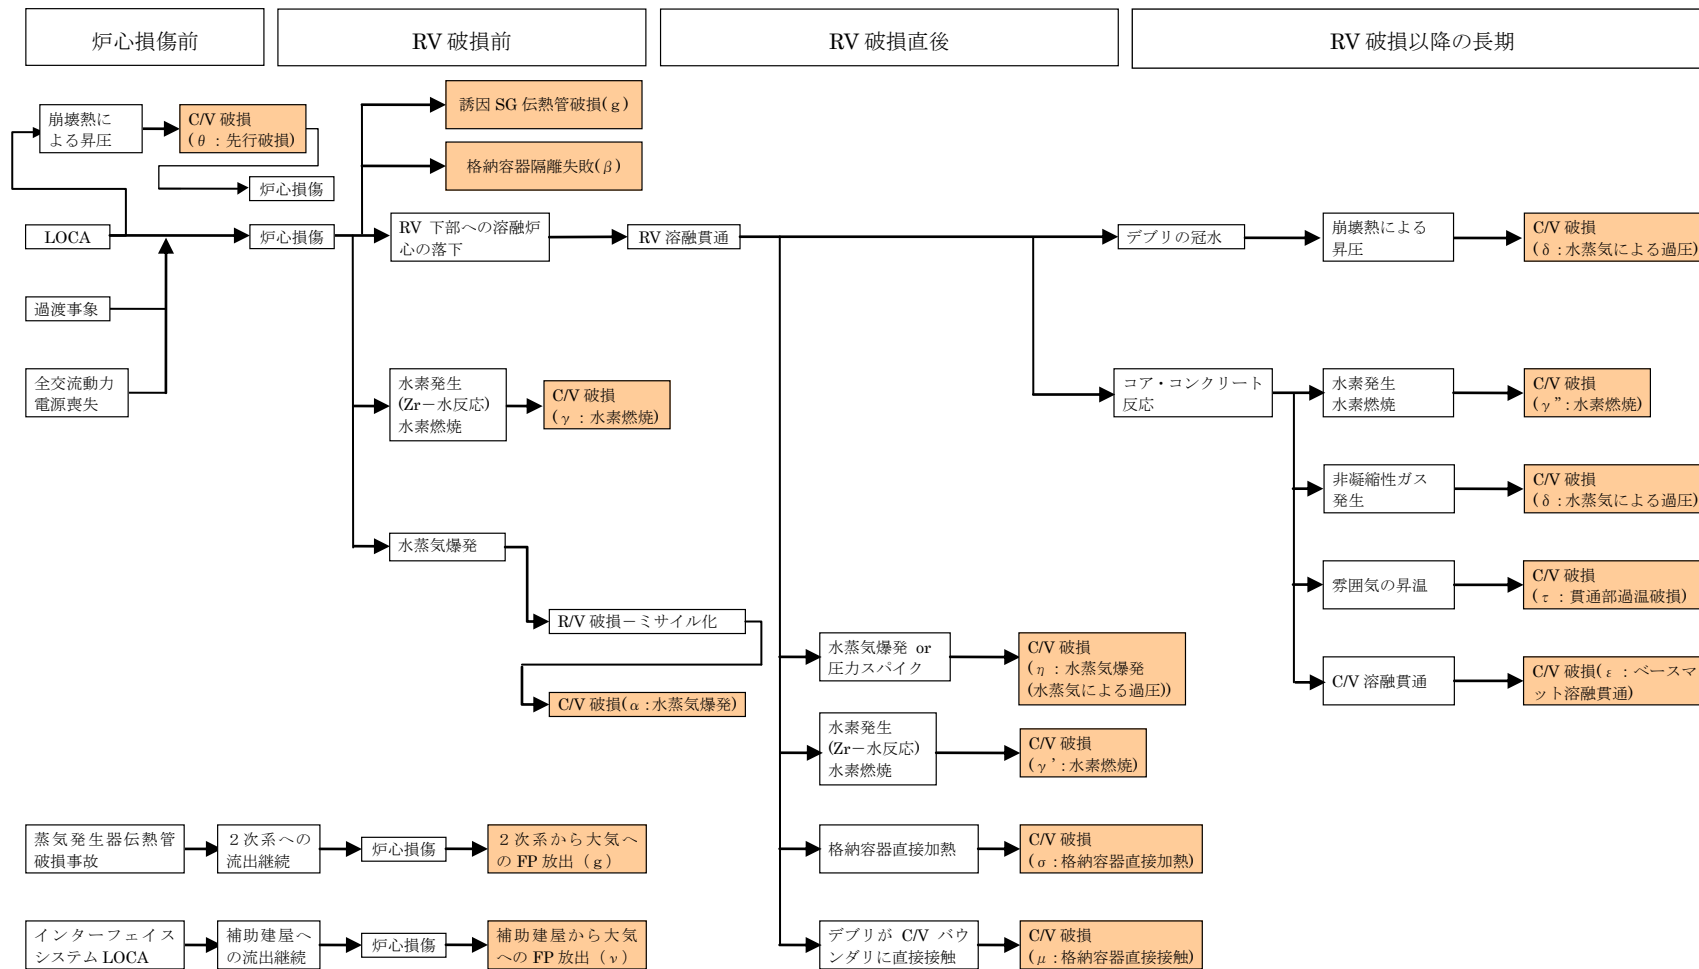 炉心損傷前
RV 破損前
RV 破損直後
RV 破損以降の長期
崩壊熱に
よる昇圧
C/V 破損
(θ：先行破損)
炉心損傷
誘因 SG 伝熱管破損(g)
格納容器隔離失敗(β)
LOCA
炉心損傷
RV 下部への溶融炉
心の落下
RV 溶融貫通
デブリの冠水
崩壊熱による
昇圧
C/V 破損
(δ：水蒸気による過圧)
過渡事象
全交流動力
電源喪失
水素発生
(Zr－水反応)
水素燃焼
C/V 破損
(γ：水素燃焼)
コア・コンクリート
反応
水素発生
水素燃焼
C/V 破損
(γ”：水素燃焼)
非凝縮性ガス
発生
C/V 破損
(δ：水蒸気による過圧)
水蒸気爆発
雰囲気の昇温
C/V 破損
(τ：貫通部過温破損)
R/V 破損－ミサイル化
C/V 破損(α：水蒸気爆発)
水蒸気爆発 or
圧力スパイク
C/V 破損
(η：水蒸気爆発
(水蒸気による過圧))
C/V 溶融貫通
C/V 破損(ε：ベースマ
ット溶融貫通)
水素発生
(Zr－水反応)
水素燃焼
C/V 破損
(γ’：水素燃焼)
蒸気発生器伝熱管
破損事故
２次系への
流出継続
炉心損傷
２次系から大気へ
の FP 放出（g）
格納容器直接加熱
C/V 破損
(σ：格納容器直接加熱)
インターフェイス
システム LOCA
補助建屋へ
の流出継続
炉心損傷
補助建屋から大気
への FP 放出（ν）
デブリが C/V バウ
ンダリに直接接触
C/V 破損
(μ：格納容器直接接触)